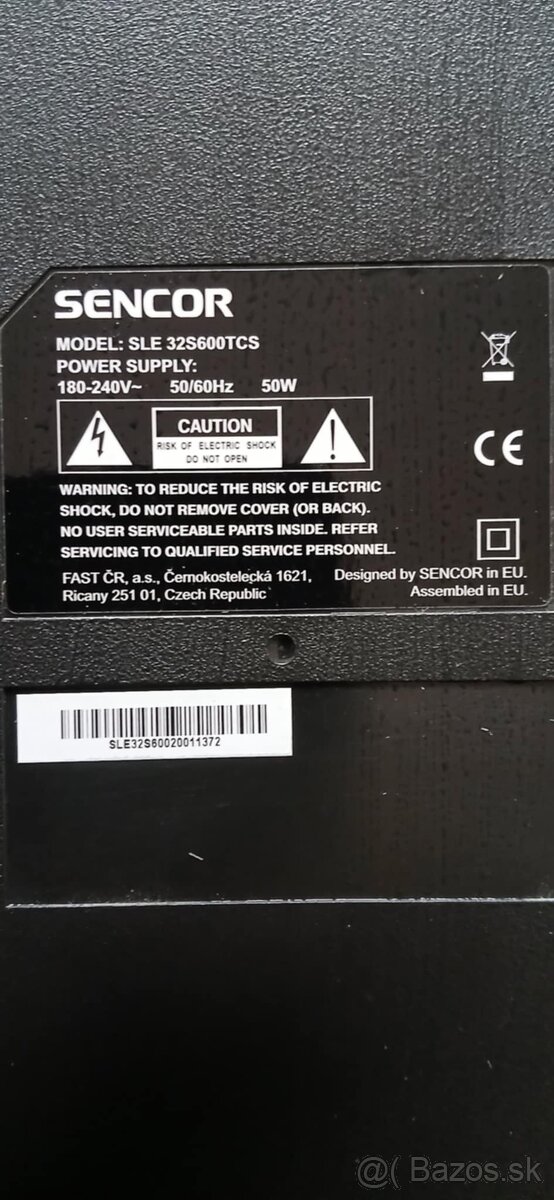 SENCOR
MODEL: SLE 32S600TCS
POWER SUPPLY:
180-240V~ 50/60Hz 50W
CAUTION
RISK OF ELECTRIC SHOCK
DO NOT OPEN
WARNING: TO REDUCE THE RISK OF ELECTRIC
SHOCK, DO NOT REMOVE COVER (OR BACK).
NO USER SERVICEABLE PARTS INSIDE. REFER
SERVICING TO QUALIFIED SERVICE PERSONNEL.
FAST ČR, a.s., Černokostelecká 1621,
Ricany 251 01, Czech Republic
CE
Designed by SENCOR in EU.
Assembled in EU.
SLE32S60020011372
@( Bazos.sk